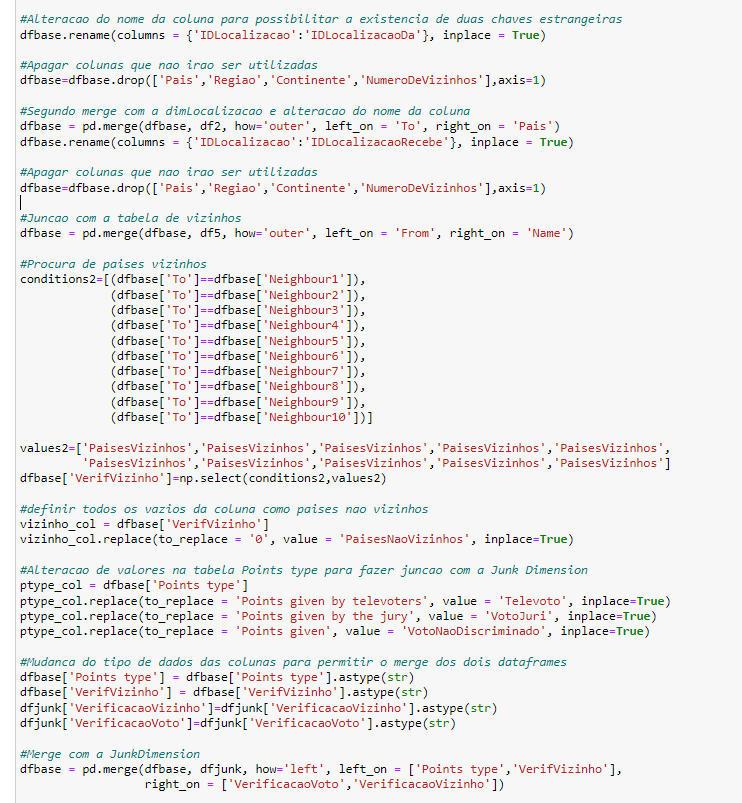 #Alteracao do nome da coluna para possibilitar a existencia de duas chaves estrangeiras
dfbase.rename(columns = {'IDLocalizacao':'IDLocalizacaoDa'}, inplace = True)
#Apagar colunas que nao irao ser utilizadas
dfbase=dfbase.drop(['Pais','Regiao','Continente','NumeroDeVizinhos'],axis=1)
#Segundo merge com a dimLocalizacao e alteracao do nome da coluna
dfbase = pd.merge(dfbase, df2, how='outer', left_on = 'To', right_on = 'Pais')
dfbase.rename(columns = {'IDLocalizacao':'IDLocalizacaoRecebe'}, inplace = True)
#Apagar colunas que nao irao ser utilizadas
dfbase=dfbase.drop(['Pais','Regiao','Continente','NumeroDeVizinhos'],axis=1)
#Juncao com a tabela de vizinhos
dfbase = pd.merge(dfbase, df5, how='outer', left_on = 'From', right_on = 'Name')
#Procura de paises vizinhos
conditions2=[(dfbase['To']==dfbase['Neighbour1']),
(dfbase['To']==dfbase['Neighbour2']),
(dfbase['To']==dfbase['Neighbour3']),
(dfbase['To']==dfbase['Neighbour4']),
(dfbase['To']==dfbase['Neighbour5']),
(dfbase['To']==dfbase['Neighbour6']),
(dfbase['To']==dfbase['Neighbour7']),
(dfbase['To']==dfbase['Neighbour8']),
(dfbase['To']==dfbase['Neighbour9']),
(dfbase['To']==dfbase['Neighbour10'])]
values2=['PaisesVizinhos','PaisesVizinhos','PaisesVizinhos','PaisesVizinhos','PaisesVizinhos',
'PaisesVizinhos','PaisesVizinhos','PaisesVizinhos','PaisesVizinhos','PaisesVizinhos']
dfbase['VerifVizinho']=np.select(conditions2,values2)
#definir todos os vazios da coluna como paises nao vizinhos
vizinho_col = dfbase['VerifVizinho']
vizinho_col.replace(to_replace = '0', value = 'PaisesNaoVizinhos', inplace=True)
#Alteracao de valores na tabela Points type para fazer juncao com a Junk Dimension
ptype_col = dfbase['Points type']
ptype_col.replace(to_replace = 'Points given by televoters', value = 'Televoto', inplace=True)
ptype_col.replace(to_replace = 'Points given by the jury', value = 'VotoJuri', inplace=True)
ptype_col.replace(to_replace = 'Points given', value = 'VotoNaoDiscriminado', inplace=True)
#Mudanca do tipo de dados das colunas para permitir o merge dos dois dataframes
dfbase['Points type'] = dfbase['Points type'].astype(str)
dfbase['VerifVizinho'] = dfbase['VerifVizinho'].astype(str)
dfjunk['VerificacaoVizinho']=dfjunk['VerificacaoVizinho'].astype(str)
dfjunk['VerificacaoVoto']=dfjunk['VerificacaoVoto'].astype(str)
#Merge com a JunkDimension
dfbase = pd.merge(dfbase, dfjunk, how='left', left_on = ['Points type','VerifVizinho'],
right_on = ['VerificacaoVoto','VerificacaoVizinho'])